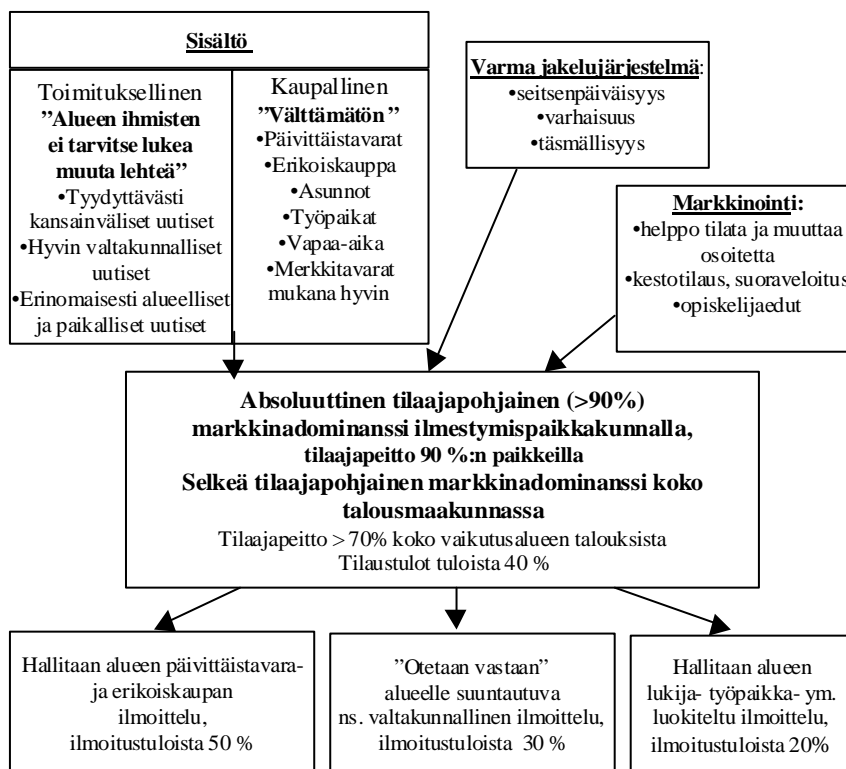 Sisältö
Toimituksellinen
”Alueen ihmisten
ei tarvitse lukea
muuta lehteä”
•Tyydyttävästi
kansainväliset uutiset
•Hyvin valtakunnalliset
uutiset
•Erinomaisesti alueelliset
ja paikalliset uutiset
Kaupallinen
”Välttämätön ”
•Päivittäistavarat
•Erikoiskauppa
•Asunnot
•Työpaikat
•Vapaa-aika
•Merkkitavarat
mukana hyvin
Varma jakelujärjestelmä:
•seitsenpäiväisyys
•varhaisuus
•täsmällisyys
Markkinointi:
•helppo tilata ja muuttaa
osoitetta
•kestotilaus, suoraveloitus
•opiskelijaedut
Absoluuttinen tilaajapohjainen (>90%)
markkinadominanssi ilmestymispaikkakunnalla,
tilaajapeitto 90 %:n paikkeilla
Selkeä tilaajapohjainen markkinadominanssi koko
talousmaakunnassa
Tilaajapeitto > 70% koko vaikutusalueen talouksista
Tilaustulot tuloista 40 %
Hallitaan alueen päivittäistavara-
ja erikoiskaupan
ilmoittelu,
ilmoitustuloista 50 %
”Otetaan vastaan”
alueelle suuntautuva
ns. valtakunnallinen ilmoittelu,
ilmoitustuloista 30 %
Hallitaan alueen
lukija- työpaikka- ym.
luokiteltu ilmoittelu,
ilmoitustuloista 20%